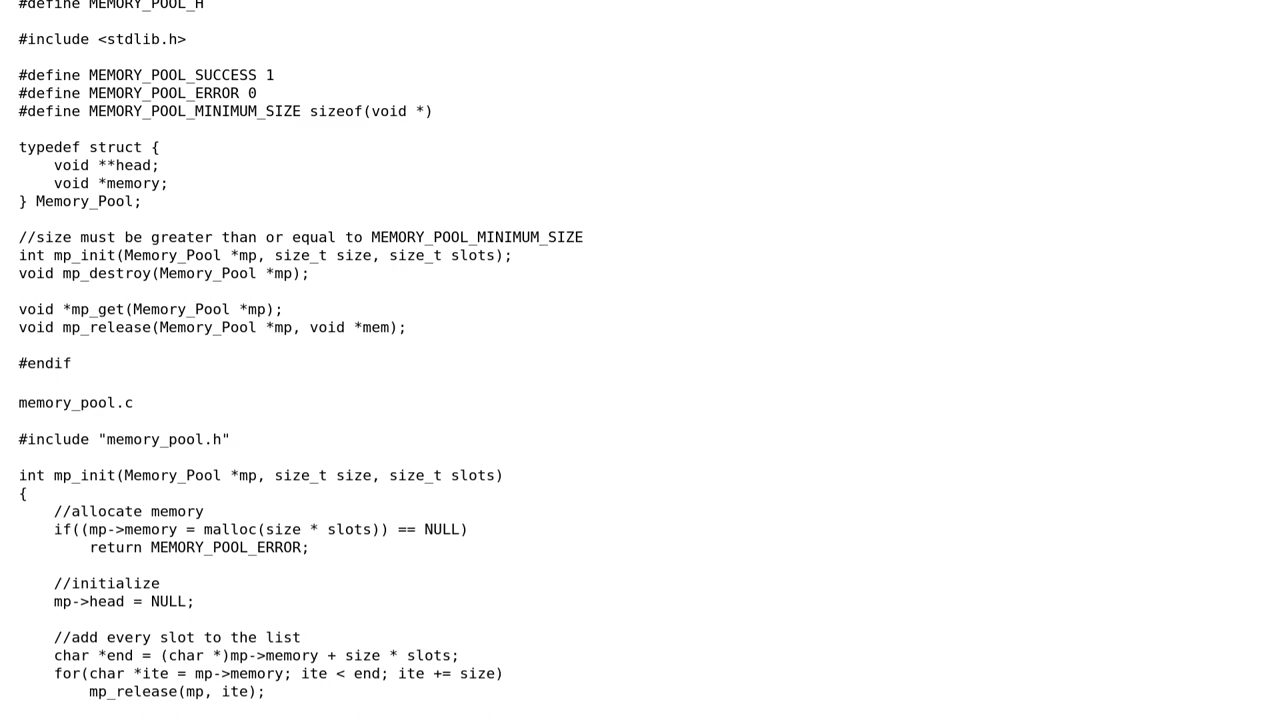 #define MEMORY_POOL_H
#include <stdlib.h>
#define MEMORY_POOL_SUCCESS 1
#define MEMORY_POOL_ERROR 0
#define MEMORY_POOL_MINIMUM_SIZE sizeof(void *)
typedef struct {
    void **head;
    void *memory;
} Memory_Pool;
//size must be greater than or equal to MEMORY_POOL_MINIMUM_SIZE
int mp_init(Memory_Pool *mp, size_t size, size_t slots);
void mp_destroy(Memory_Pool *mp);
void *mp_get(Memory_Pool *mp);
void mp_release(Memory_Pool *mp, void *mem);
#endif
memory_pool.c
#include "memory_pool.h"
int mp_init(Memory_Pool *mp, size_t size, size_t slots)
{
    //allocate memory
    if((mp->memory = malloc(size * slots)) == NULL)
        return MEMORY_POOL_ERROR;
    //initialize
    mp->head = NULL;
    //add every slot to the list
    char *end = (char *)mp->memory + size * slots;
    for(char *ite = mp->memory; ite < end; ite += size)
        mp_release(mp, ite);